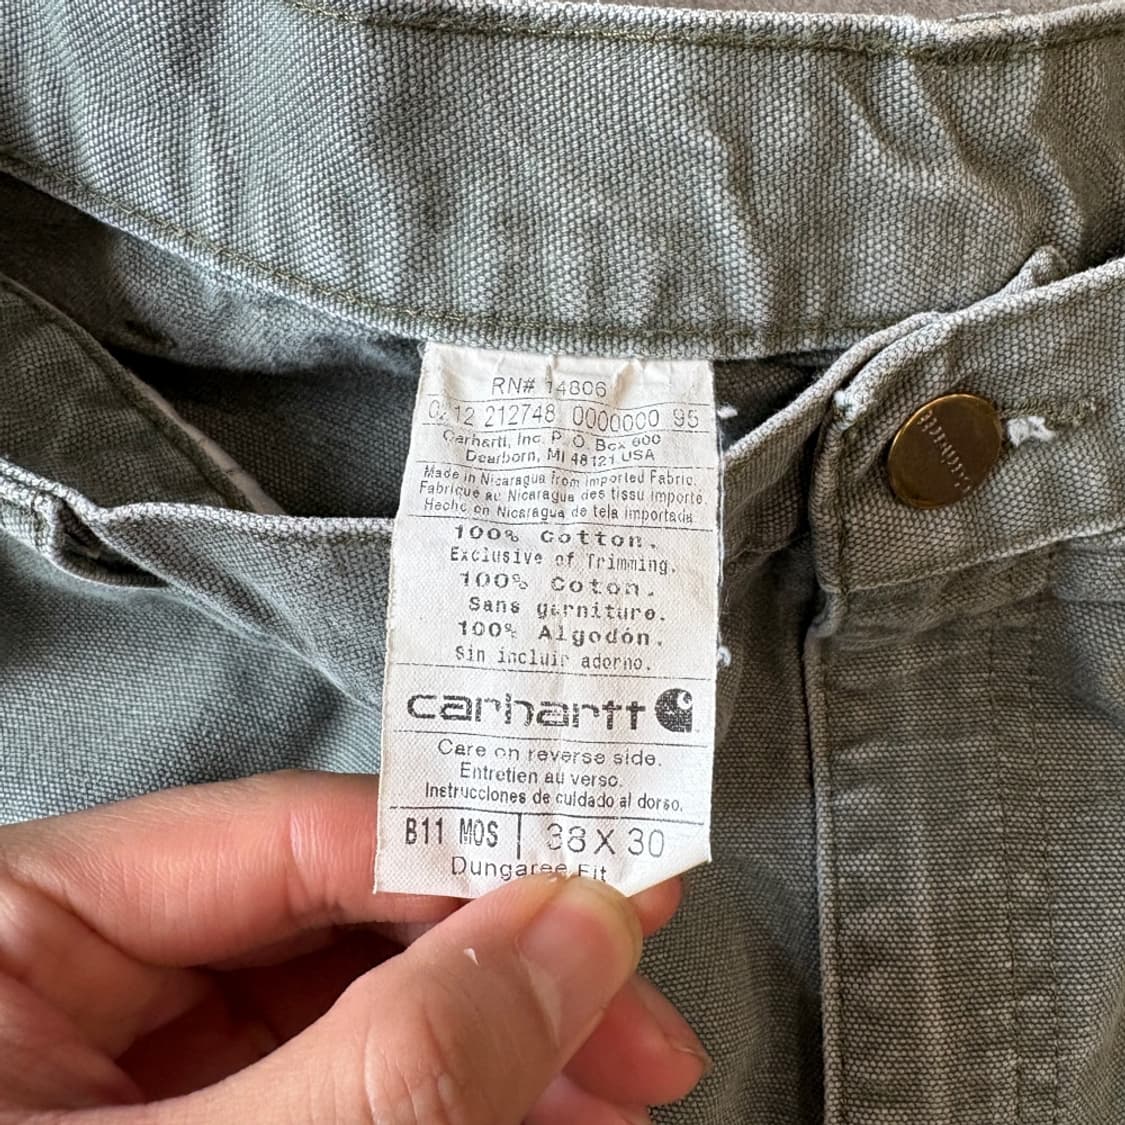 RN# 14806
0212 212748 0000000 95
Carhartt, Inc. P. O. Box 600
Dearborn, MI 48121 USA
Made in Nicaragua from Imported Fabric.
Fabrique au Nicaragua des tissu importé.
Hecho en Nicaragua de tela importada
100% Cotton.
Exclusive of Trimming.
100% Coton.
Sans garniture.
100% Algodón.
Sin incluir adorno.
carhartt
Care on reverse side.
Entretien au verso.
Instrucciones de cuidado al dorso.
B11 MOS | 38 X 30
Dungaree Fit
carhartt